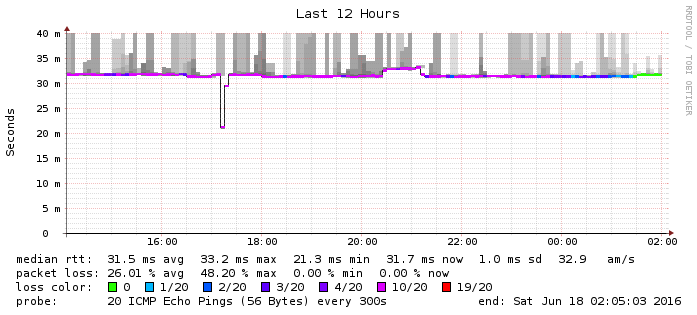 Last 12 Hours
RRDTOOL / TOBI OETIKER
Seconds
40 m
35 m
30 m
25 m
20 m
15 m
10 m
5 m
0
16:00 18:00 20:00 22:00 00:00 02:00
median rtt: 31.5 ms avg 33.2 ms max 21.3 ms min 31.7 ms now 1.0 ms sd 32.9 am/s
packet loss: 26.01 % avg 48.20 % max 0.00 % min 0.00 % now
loss color: 0 1/20 2/20 3/20 4/20 10/20 19/20
probe: 20 ICMP Echo Pings (56 Bytes) every 300s end: Sat Jun 18 02:05:03 2016